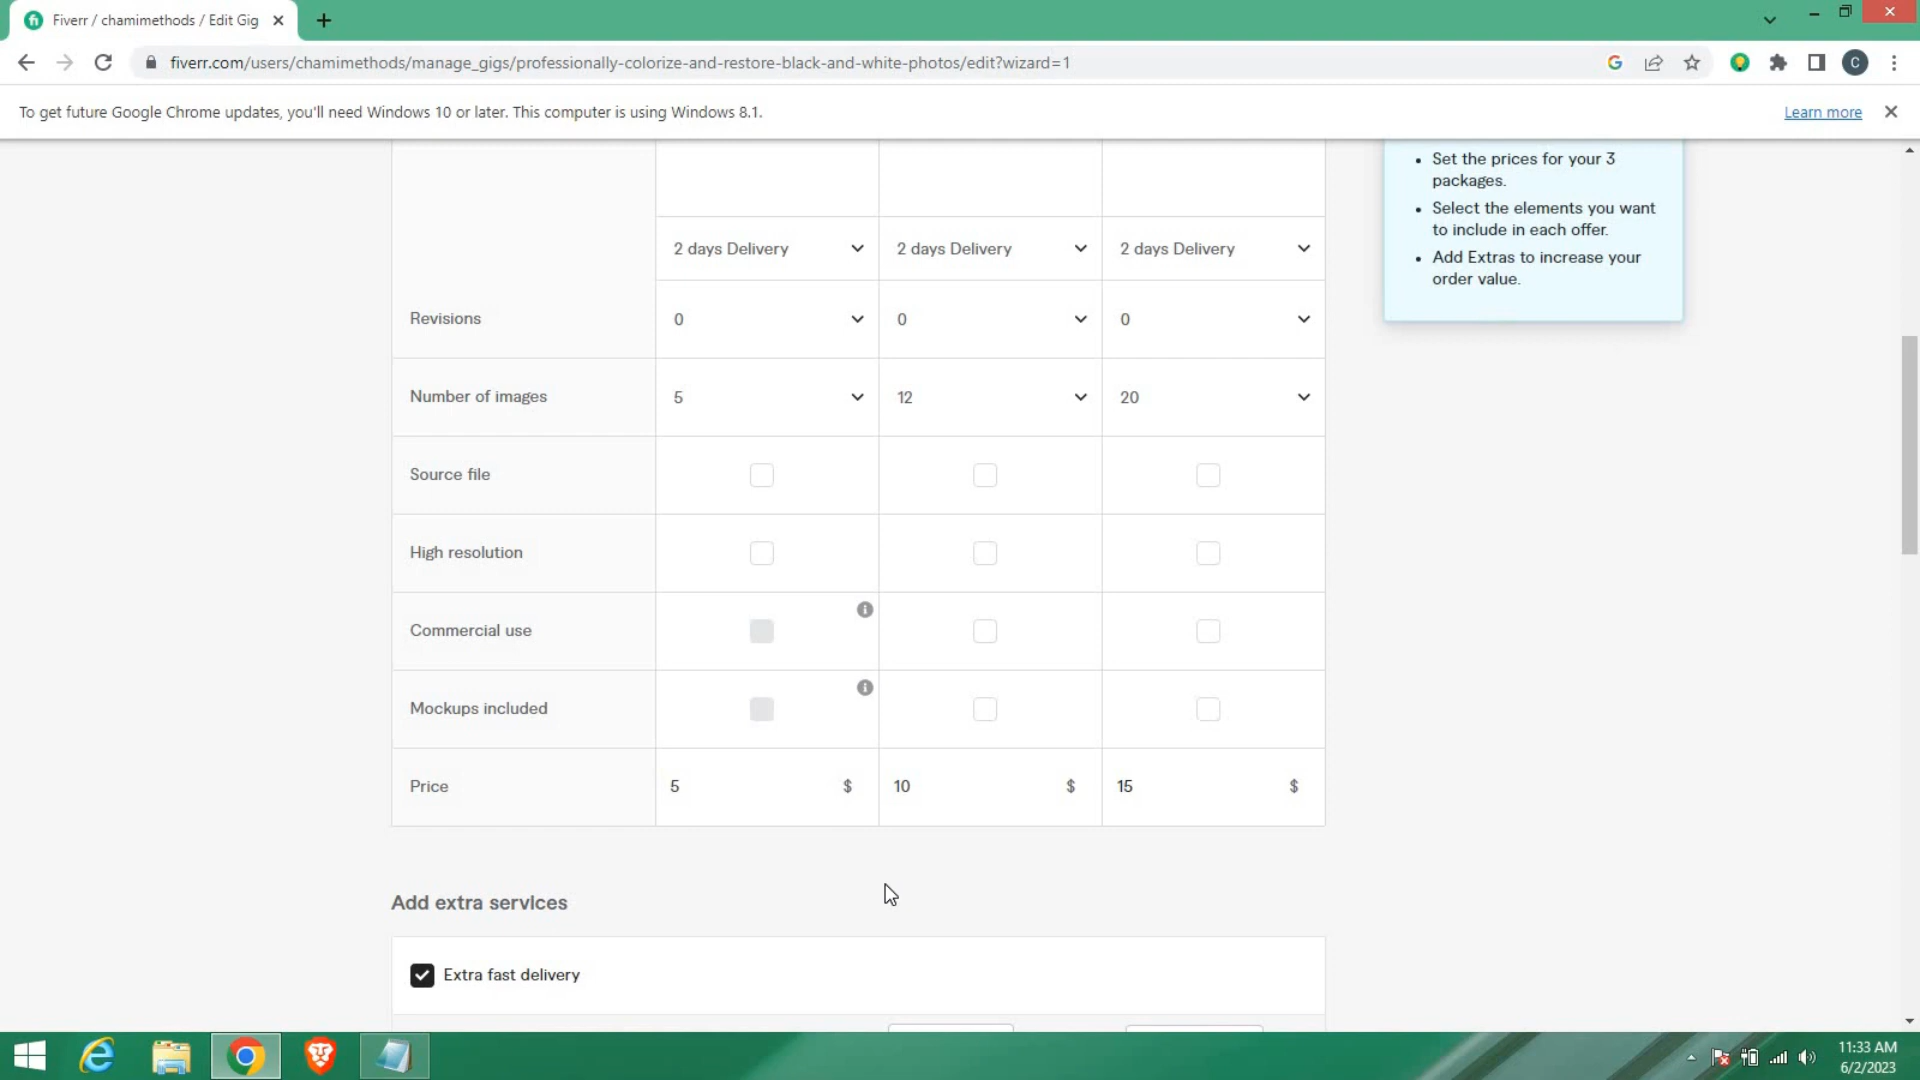 Fiverr / chamimethods / Edit Gig
fiverr.com/users/chamimethods/manage_gigs/professionally-colorize-and-restore-black-and-white-photos/edit?wizard=1
C
To get future Google Chrome updates, you'll need Windows 10 or later. This computer is using Windows 8.1.
Learn more
Set the prices for your 3
packages.
Select the elements you want
to include in each offer.
Add Extras to increase your
order value.
2 days Delivery 2 days Delivery 2 days Delivery
Revisions 0 0 0
Number of images 5 12 20
Source file
High resolution
Commercial use
Mockups included
Price 5 $ 10 $ 15 $
Add extra services
Extra fast delivery
11:33 AM
6/2/2023